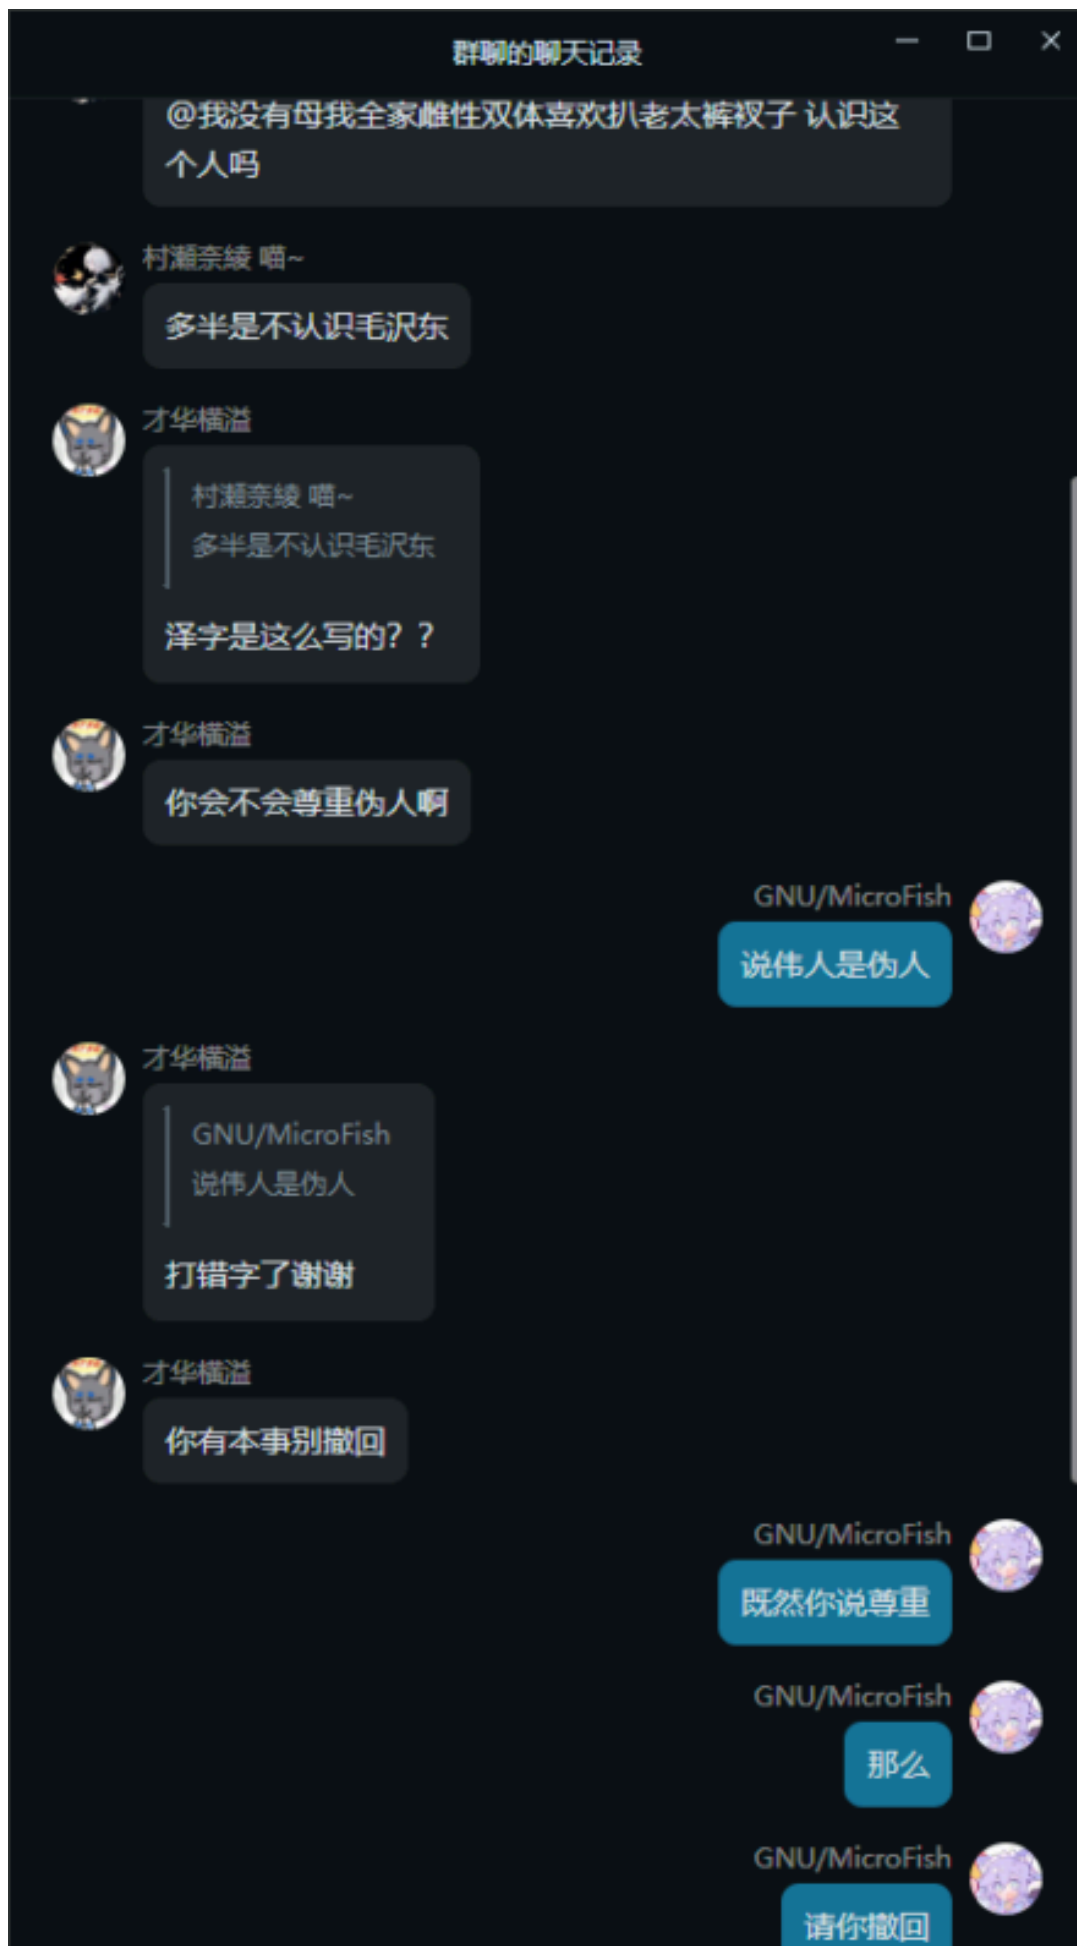 群聊的聊天记录
@我没有母我全家雌性双体喜欢扒老太裤衩子 认识这
个人吗
村瀬奈綾 喵~
多半是不认识毛沢东
才华横溢
村瀬奈綾 喵~
多半是不认识毛沢东
泽字是这么写的？？
才华横溢
你会不会尊重伪人啊
GNU/MicroFish
说伟人是伪人
才华横溢
GNU/MicroFish
说伟人是伪人
打错字了谢谢
才华横溢
你有本事别撤回
GNU/MicroFish
既然你说尊重
GNU/MicroFish
那么
GNU/MicroFish
请你撤回